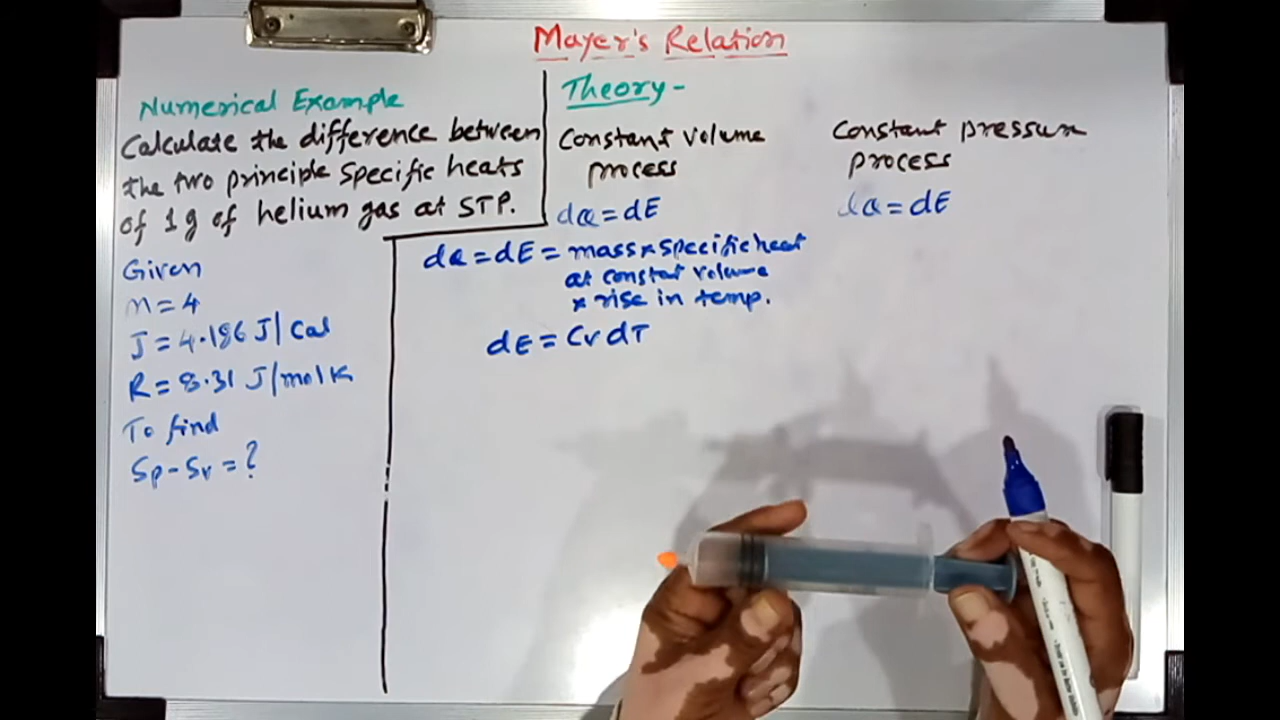 Mayer's Relation
Numerical Example
Calculate the difference between
the two principle specific heats
of 1g of helium gas at STP.
Given
M = 4
J = 4.186 J/Cal
R = 8.31 J/mol K
To find
Sp - Sv = ?
Theory -
Constant volume
process
dQ = dE
Constant pressure
process
dQ = dE
dQ = dE = mass x specific heat
at constat volume
x rise in temp.
dE = Cv dT